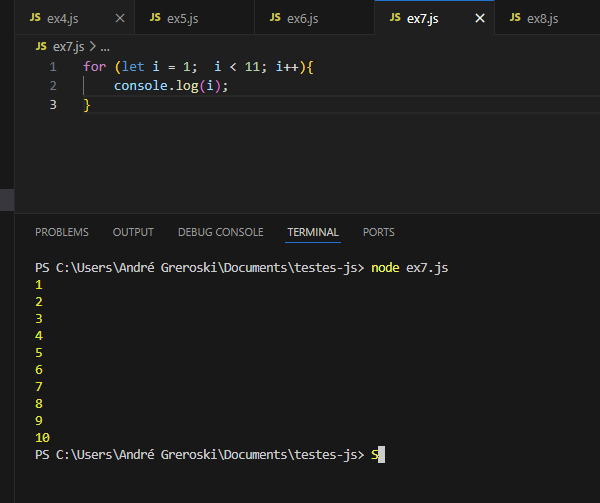 JS ex4.js × JS ex5.js JS ex6.js JS ex7.js × JS ex8.js
JS ex7.js > ...
1 for (let i = 1;  i < 11; i++){
2     console.log(i);
3 }
PROBLEMS OUTPUT DEBUG CONSOLE TERMINAL PORTS
PS C:\Users\André Greroski\Documents\testes-js> node ex7.js
1
2
3
4
5
6
7
8
9
10
PS C:\Users\André Greroski\Documents\testes-js> S